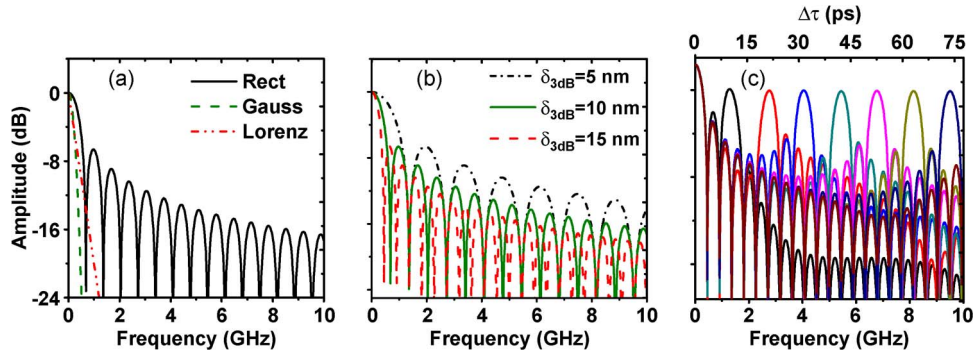 Δτ (ps)
0 15 30 45 60 75
(a)
Rect
Gauss
Lorenz
(b)
δ3dB=5 nm
δ3dB=10 nm
δ3dB=15 nm
(c)
Amplitude (dB)
0
-8
-16
-24
0 2 4 6 8 10
0 2 4 6 8 10
0 2 4 6 8 10
Frequency (GHz)
Frequency (GHz)
Frequency (GHz)